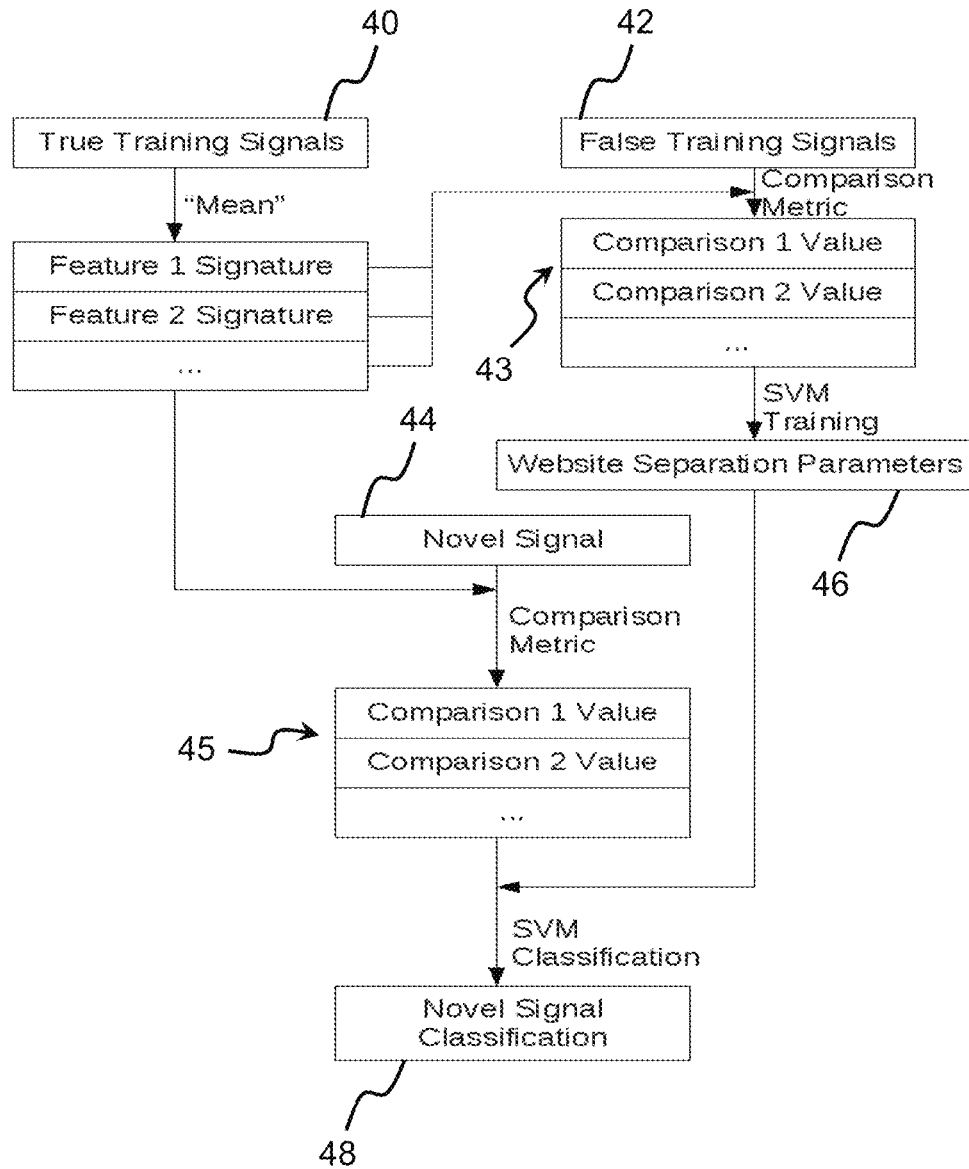 40
42
True Training Signals
False Training Signals
“Mean”
Comparison
Metric
Feature 1 Signature
Feature 2 Signature
...
Comparison 1 Value
Comparison 2 Value
...
43
SVM
Training
44
Website Separation Parameters
Novel Signal
46
Comparison
Metric
45
Comparison 1 Value
Comparison 2 Value
...
SVM
Classification
Novel Signal
Classification
48